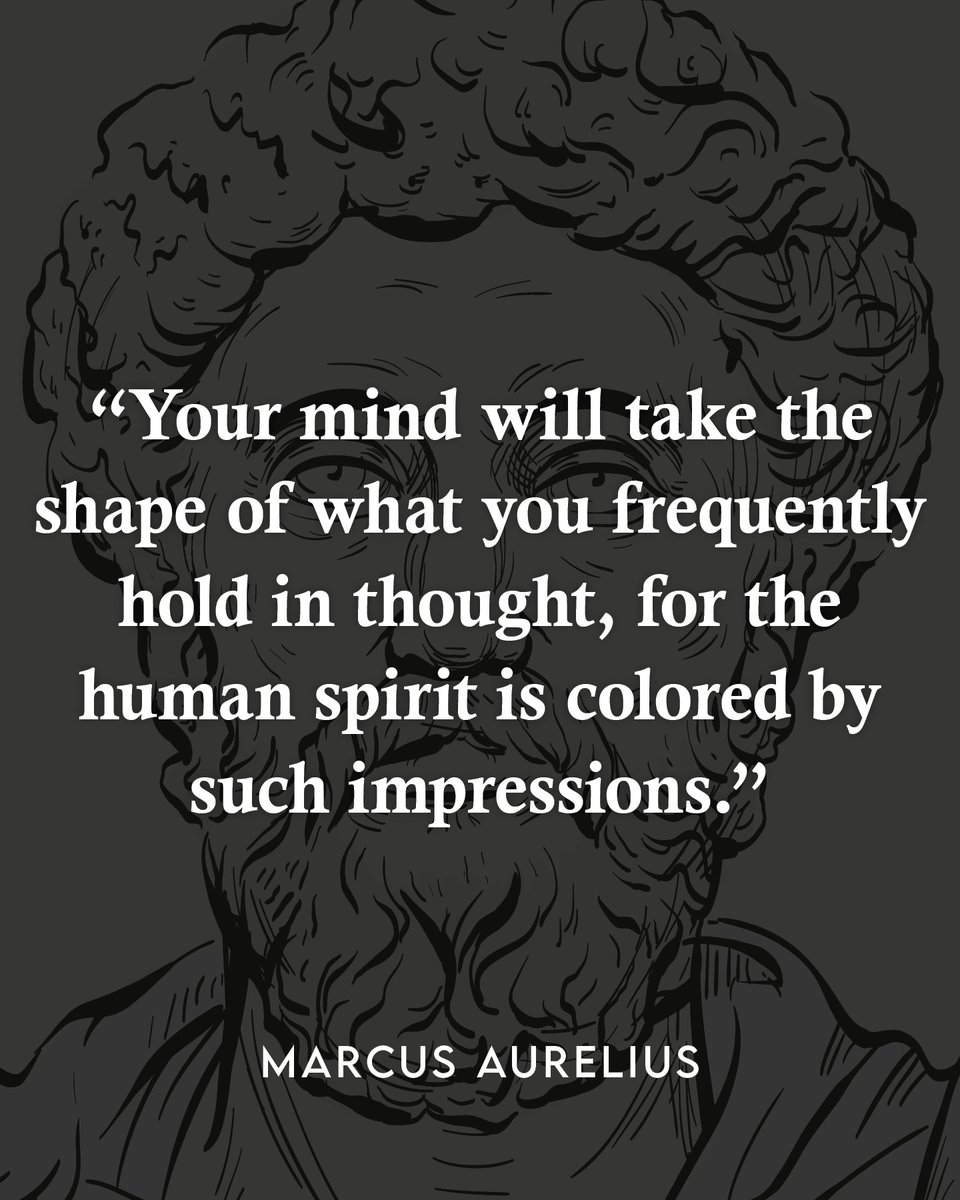 “Your mind will take the
shape of what you frequently
hold in thought, for the
human spirit is colored by
such impressions.”
MARCUS AURELIUS